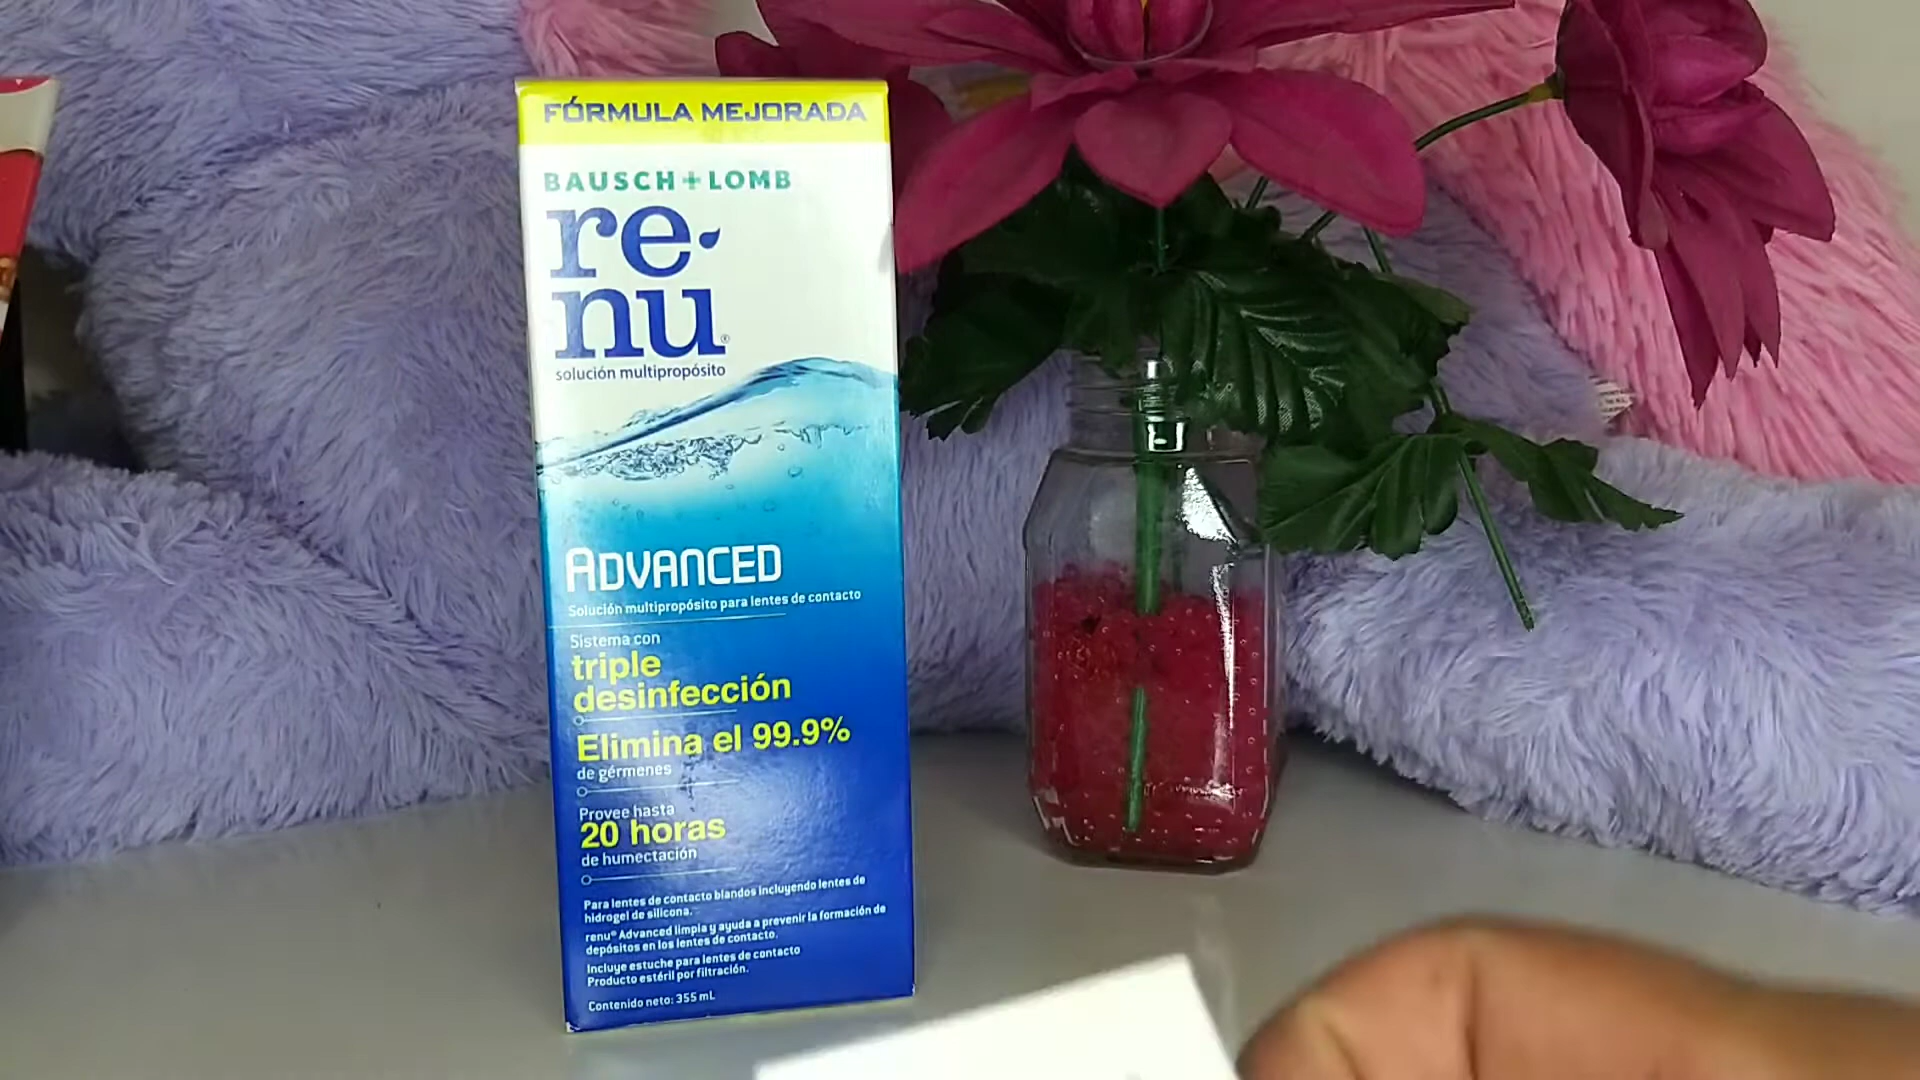 FÓRMULA MEJORADA
BAUSCH+LOMB
re·
nu®
solución multipropósito
ADVANCED
Solución multipropósito para lentes de contacto
Sistema con
triple
desinfección
Elimina el 99.9%
de gérmenes
Provee hasta
20 horas
de humectación
Para lentes de contacto blandos incluyendo lentes de
hidrogel de silicona.
renu® Advanced limpia y ayuda a prevenir la formación de
depósitos en los lentes de contacto.
Incluye estuche para lentes de contacto
Producto estéril por filtración.
Contenido neto: 355 mL